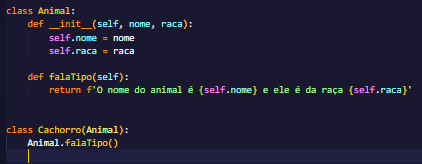 class Animal:
    def __init__(self, nome, raca):
        self.nome = nome
        self.raca = raca
    def falaTipo(self):
        return f'O nome do animal é {self.nome} e ele é da raça {self.raca}'
class Cachorro(Animal):
    Animal.falaTipo()